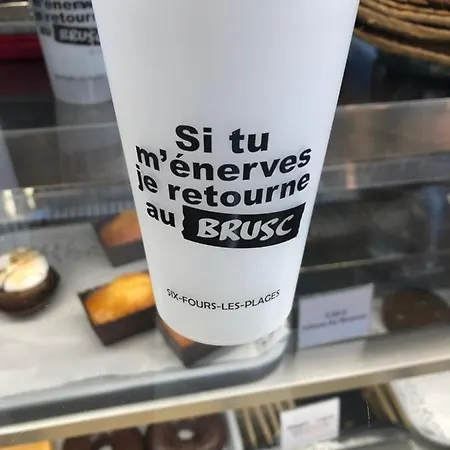 Si tu
m'énerves
je retourne
au BRUSC
SIX-FOURS-LES-PLAGES